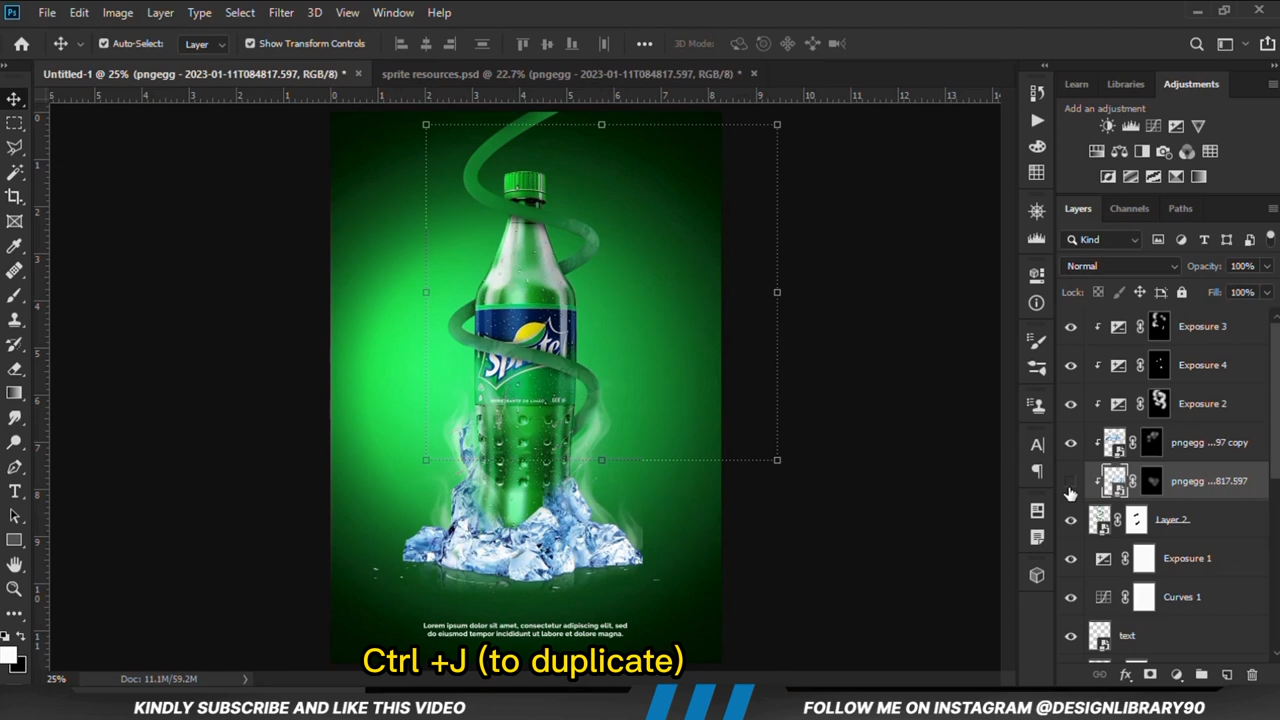 Ps File Edit Image Layer Type Select Filter 3D View Window Help
Auto-Select: Layer Show Transform Controls 3D Mode:
Untitled-1 @ 25% (pngegg - 2023-01-11T084817.597, RGB/8) * sprite resources.psd @ 22.7% (pngegg - 2023-01-11T084817.597, RGB/8) *
Learn Libraries Adjustments
Add an adjustment
Layers Channels Paths
Kind
Normal Opacity: 100%
Lock: Fill: 100%
Exposure 3
Exposure 4
Exposure 2
pngegg ...97 copy
pngegg ...817.597
Layer 2
Exposure 1
Curves 1
text
Sprite
Lorem ipsum dolor sit amet, consectetur adipiscing elit, sed
do eiusmod tempor incididunt ut labore et dolore magna.
Ctrl +J (to duplicate)
25% Doc: 11.1M/59.2M
KINDLY SUBSCRIBE AND LIKE THIS VIDEO
FOLLOW ME ON INSTAGRAM @DESIGNLIBRARY90